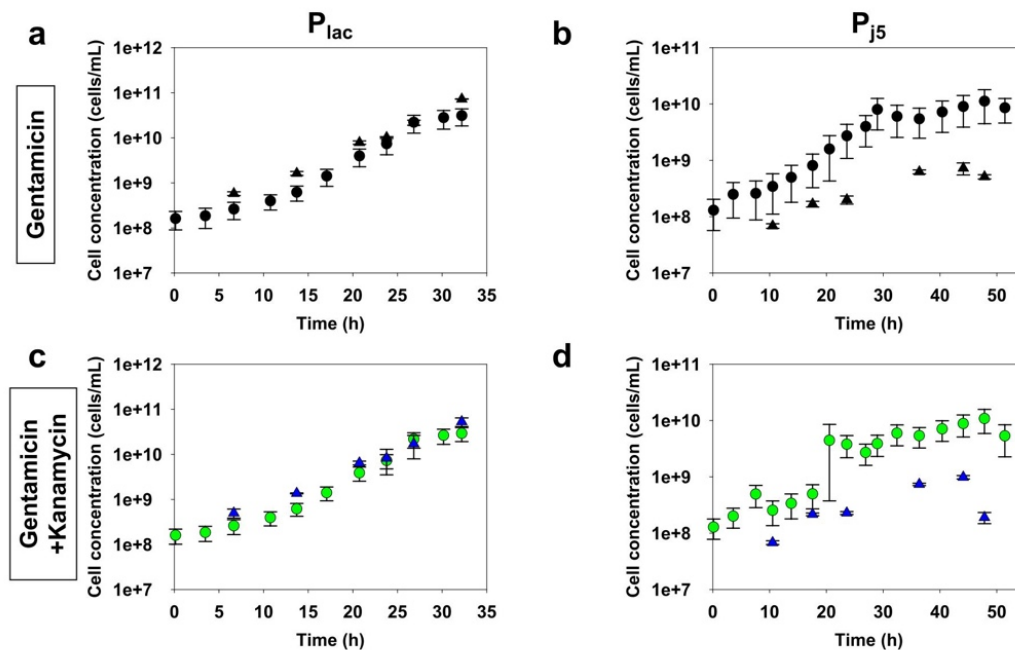 P_lac
P_j5
a
b
Gentamicin
Cell concentration (cells/mL)
1e+12
1e+11
1e+10
1e+9
1e+8
1e+7
0 5 10 15 20 25 30 35
Time (h)
Cell concentration (cells/mL)
1e+11
1e+10
1e+9
1e+8
1e+7
0 10 20 30 40 50
Time (h)
c
d
Gentamicin
+Kanamycin
Cell concentration (cells/mL)
1e+12
1e+11
1e+10
1e+9
1e+8
1e+7
0 5 10 15 20 25 30 35
Time (h)
Cell concentration (cells/mL)
1e+11
1e+10
1e+9
1e+8
1e+7
0 10 20 30 40 50
Time (h)